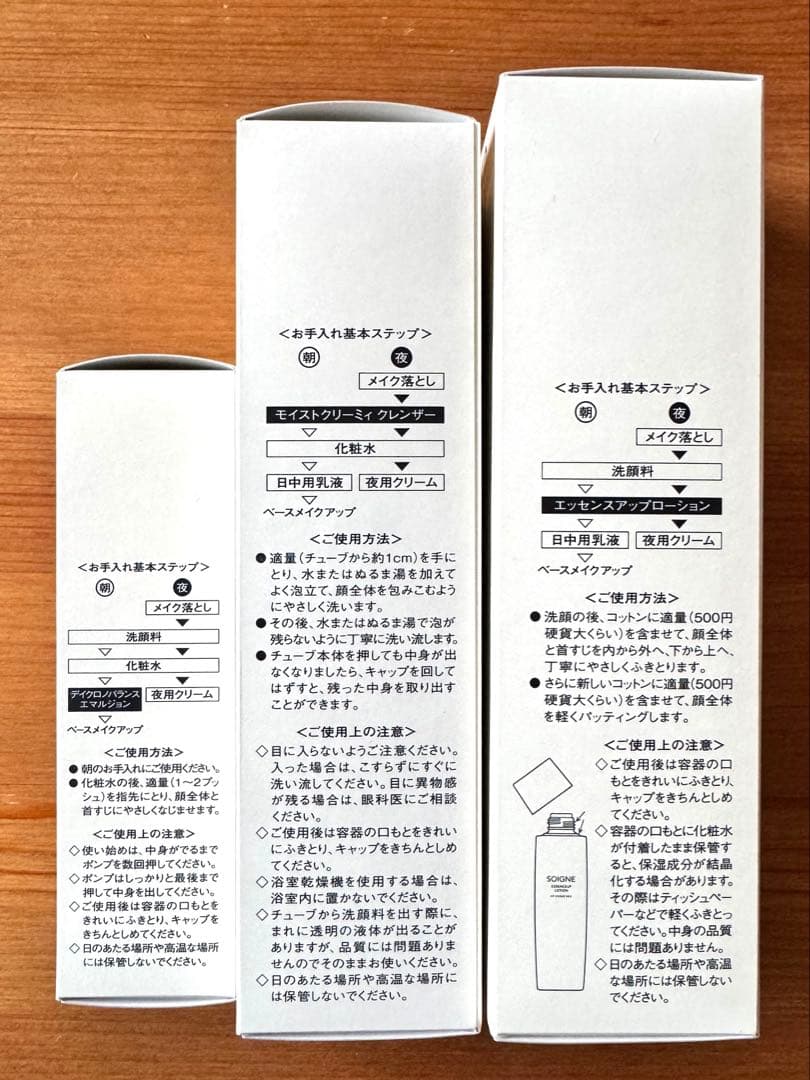 <お手入れ基本ステップ>
朝 夜
メイク落とし
洗顔料
化粧水
デイクロノバランス
エマルジョン
夜用クリーム
ベースメイクアップ
<ご使用方法>
● 朝のお手入れにご使用ください。
● 化粧水の後、適量(1〜2プッ
シュ)を指先にとり、顔全体と
首すじにやさしくなじませます。
<ご使用上の注意>
◇使い始めは、中身がでるまで
ポンプを数回押してください。
◇ポンプはしっかりと最後まで
押して中身を出してください。
◇ご使用後は容器の口もとをき
れいにふきとり、キャップをき
ちんとしめてください。
◇日のあたる場所や高温な場所
には保管しないでください。
<お手入れ基本ステップ>
朝 夜
メイク落とし
モイストクリーミィ クレンザー
化粧水
日中用乳液 夜用クリーム
ベースメイクアップ
<ご使用方法>
● 適量(チューブから約1cm)を手に
とり、水またはぬるま湯を加えて
よく泡立て、顔全体を包みこむよう
にやさしく洗います。
● その後、水またはぬるま湯で泡が
残らないように丁寧に洗い流します。
● チューブ本体を押しても中身が出
なくなりましたら、キャップを回して
はずすと、残った中身を取り出す
ことができます。
<ご使用上の注意>
◇目に入らないようご注意ください。
入った場合は、こすらずにすぐに
洗い流してください。目に異物感
が残る場合は、眼科医にご相談
ください。
◇ご使用後は容器の口もとをきれい
にふきとり、キャップをきちんとしめ
てください。
◇浴室乾燥機を使用する場合は、
浴室内に置かないでください。
◇チューブから洗顔料を出す際に、
まれに透明の液体が出ることが
ありますが、品質には問題ありま
せんのでそのままお使いください。
◇日のあたる場所や高温な場所に
は保管しないでください。
<お手入れ基本ステップ>
朝 夜
メイク落とし
洗顔料
エッセンスアップローション
日中用乳液 夜用クリーム
ベースメイクアップ
<ご使用方法>
● 洗顔の後、コットンに適量(500円
硬貨大くらい)を含ませて、顔全体
と首すじを内から外へ、下から上へ、
丁寧にやさしくふきとります。
● さらに新しいコットンに適量(500円
硬貨大くらい)を含ませて、顔全体
を軽くパッティングします。
<ご使用上の注意>
◇ご使用後は容器の口
もとをきれいにふきとり、
キャップをきちんとしめ
てください。
◇容器の口もとに化粧水
が付着したまま保管す
ると、保湿成分が結晶
化する場合があります。
その際はティッシュペー
パーなどで軽くふきとっ
てください。中身の品質
には問題ありません。
◇日のあたる場所や高温
な場所には保管しない
でください。
SOIGNE
ESSENCEUP
LOTION